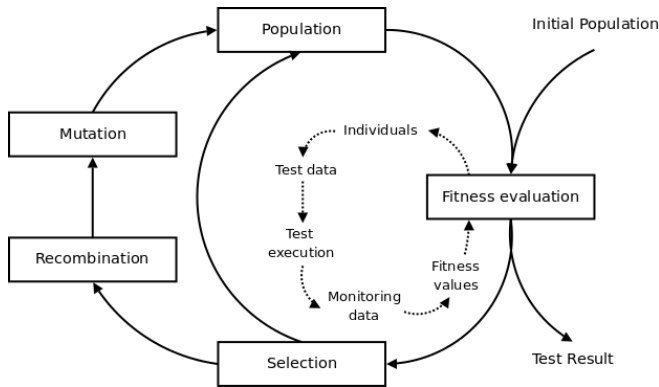 Population
Initial Population
Individuals
Mutation
Test data
Fitness evaluation
Test
execution
Recombination
Fitness
values
Monitoring
data
Selection
Test Result